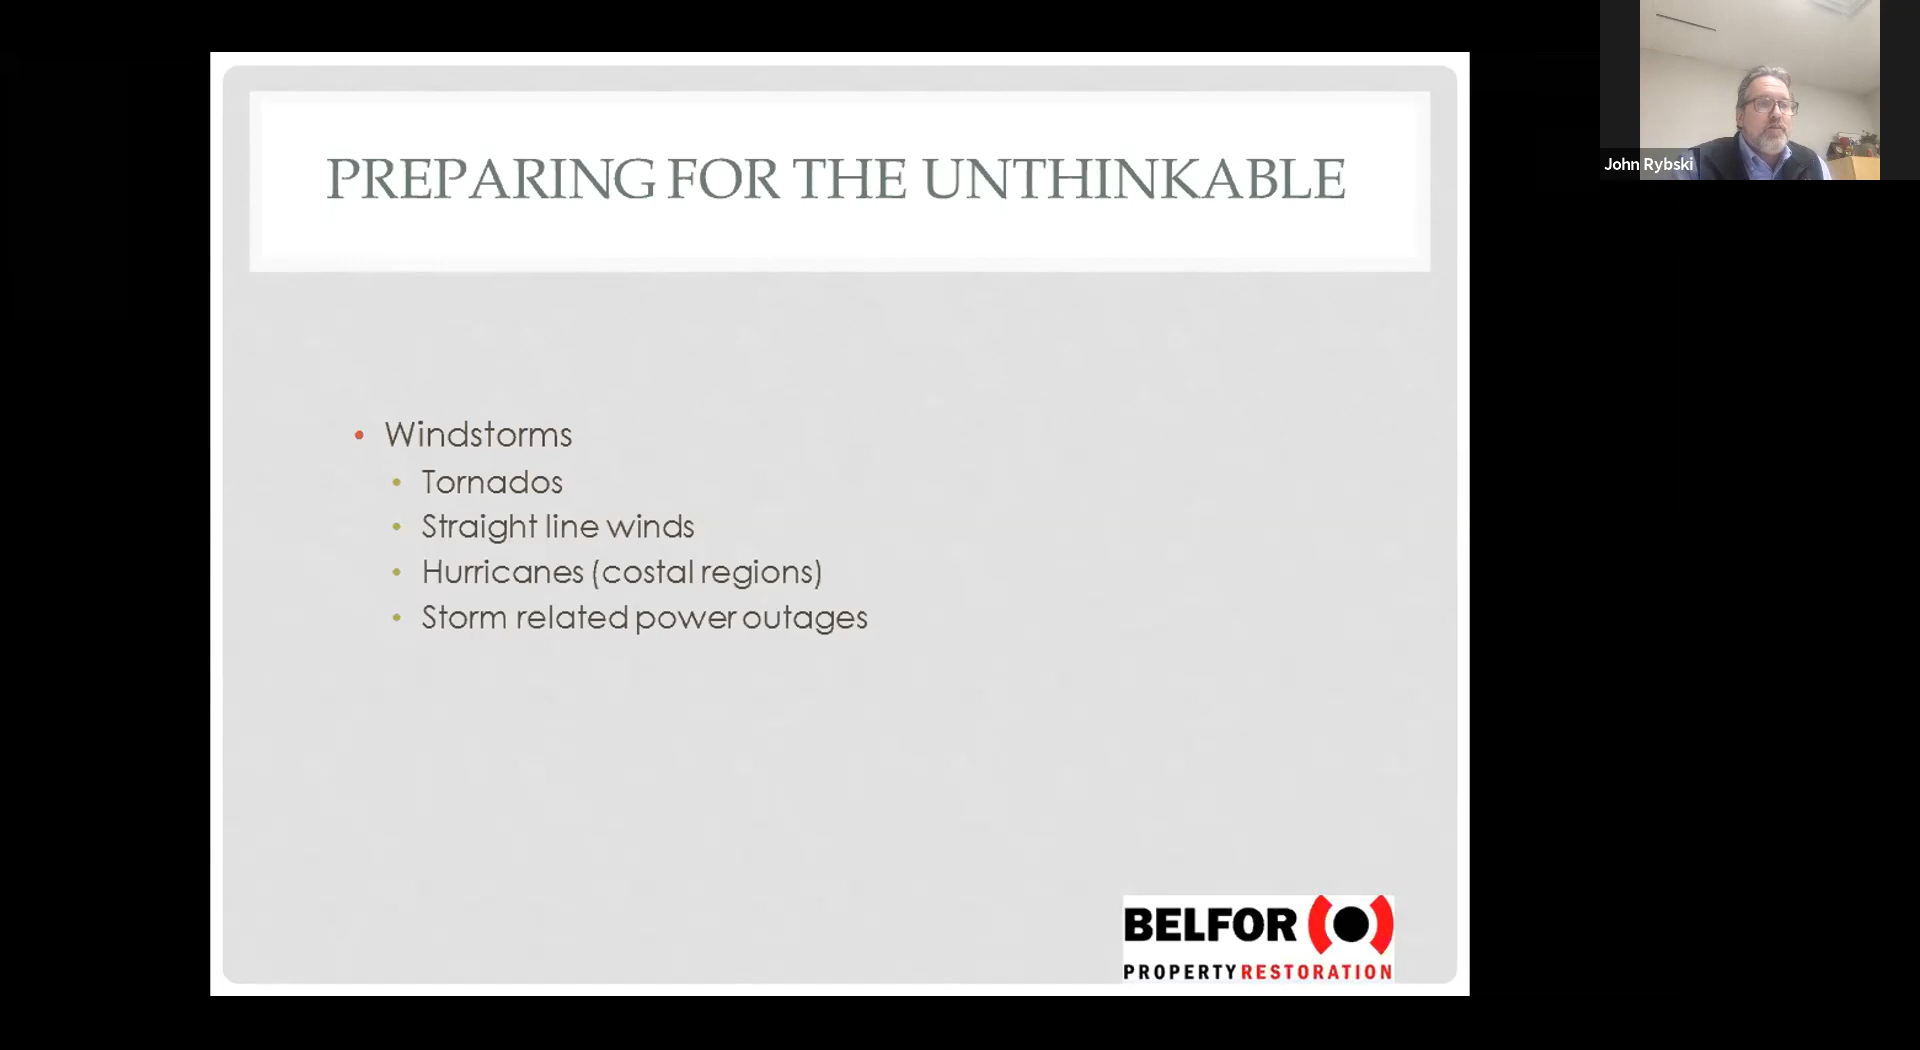 PREPARING FOR THE UNTHINKABLE
John Rybski
• Windstorms
• Tornados
• Straight line winds
• Hurricanes (costal regions)
• Storm related power outages
BELFOR
PROPERTY RESTORATION